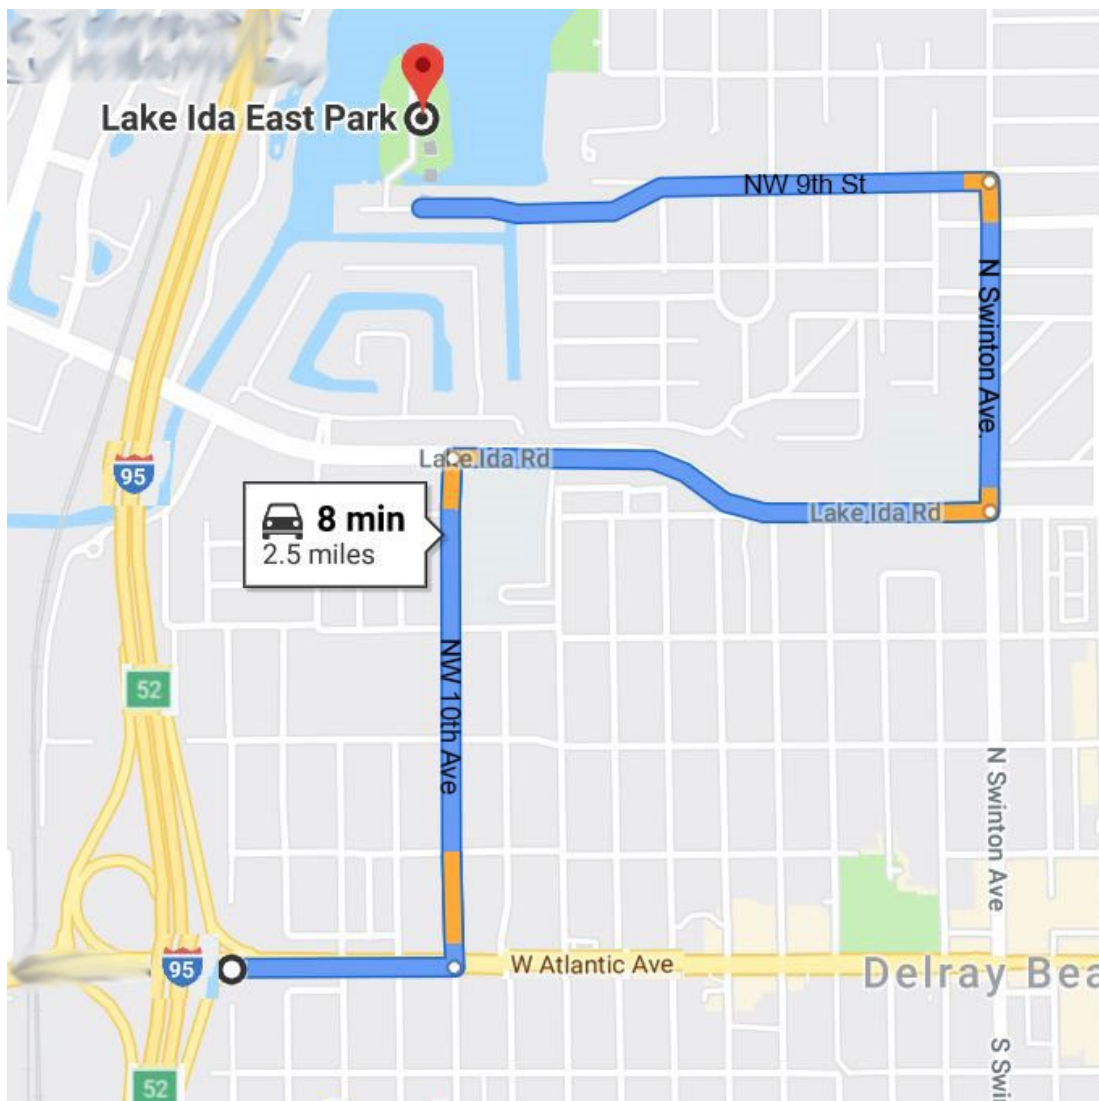 Lake Ida East Park
NW 9th St
N Swinton Ave.
95
Lake Ida Rd
8 min
2.5 miles
Lake Ida Rd
52
NW 10th Ave
N Swinton Ave
95
W Atlantic Ave
Delray Bea
S Swi
52